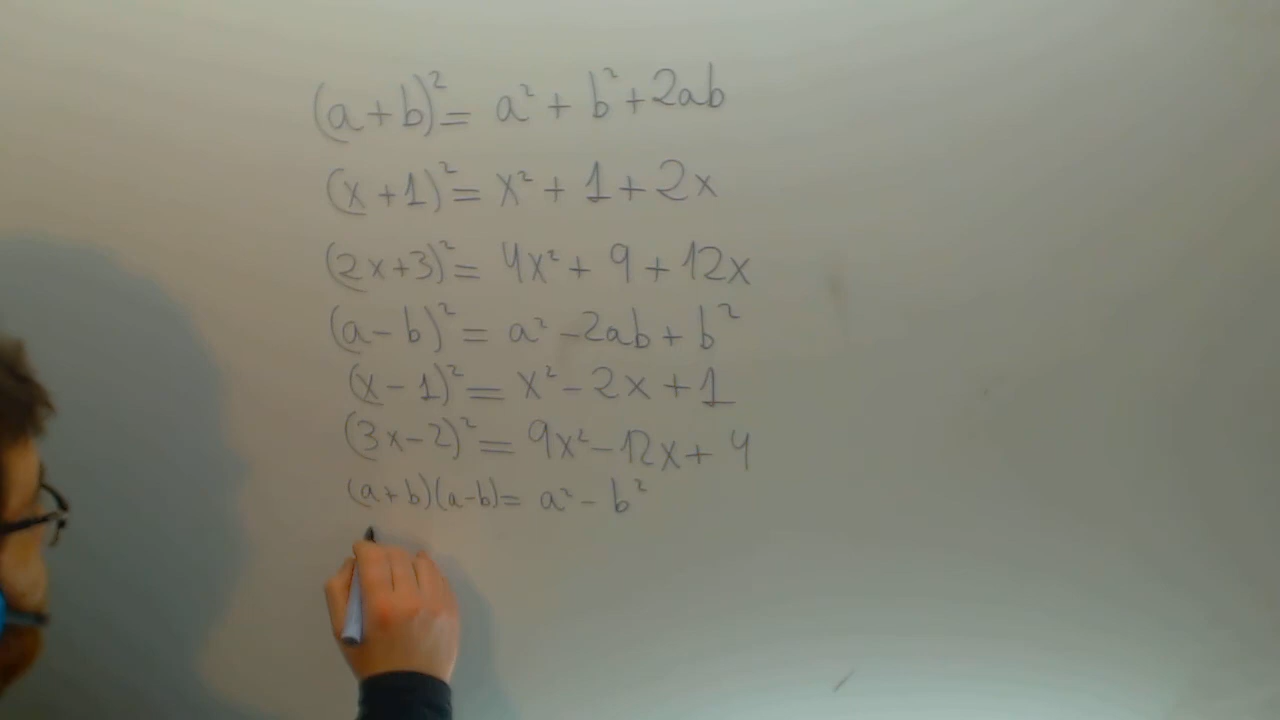 (a+b)²= a²+b²+2ab
(x+1)²= x²+1+2x
(2x+3)²= 4x²+9+12x
(a-b)²= a²-2ab+b²
(x-1)²= x²-2x+1
(3x-2)²= 9x²-12x+4
(a+b)(a-b)= a²-b²